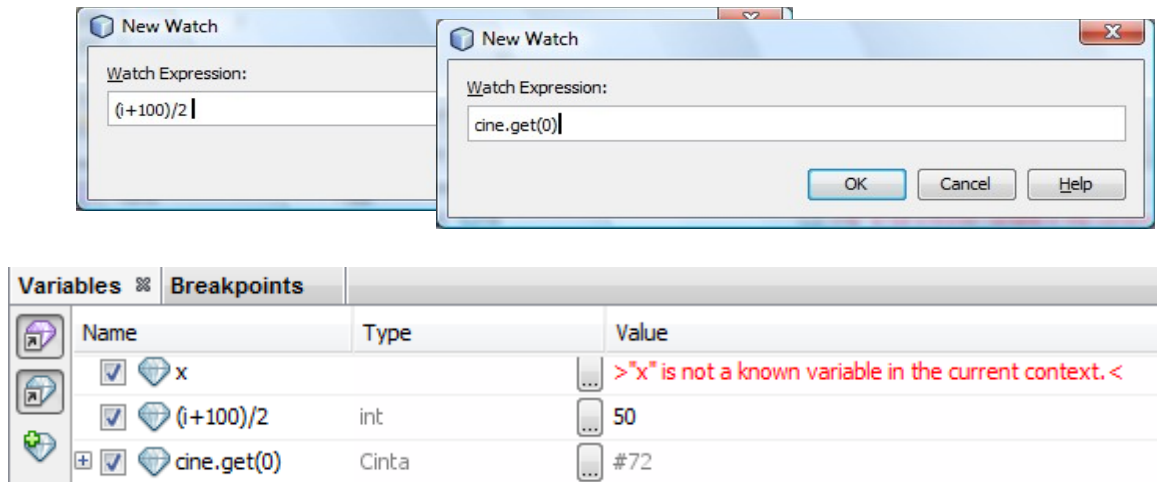 New Watch
Watch Expression:
(i+100)/2
New Watch
Watch Expression:
cine.get(0)
OK Cancel Help
Variables Breakpoints
Name Type Value
x ... >"x" is not a known variable in the current context.<
(i+100)/2 int ... 50
cine.get(0) Cinta ... #72